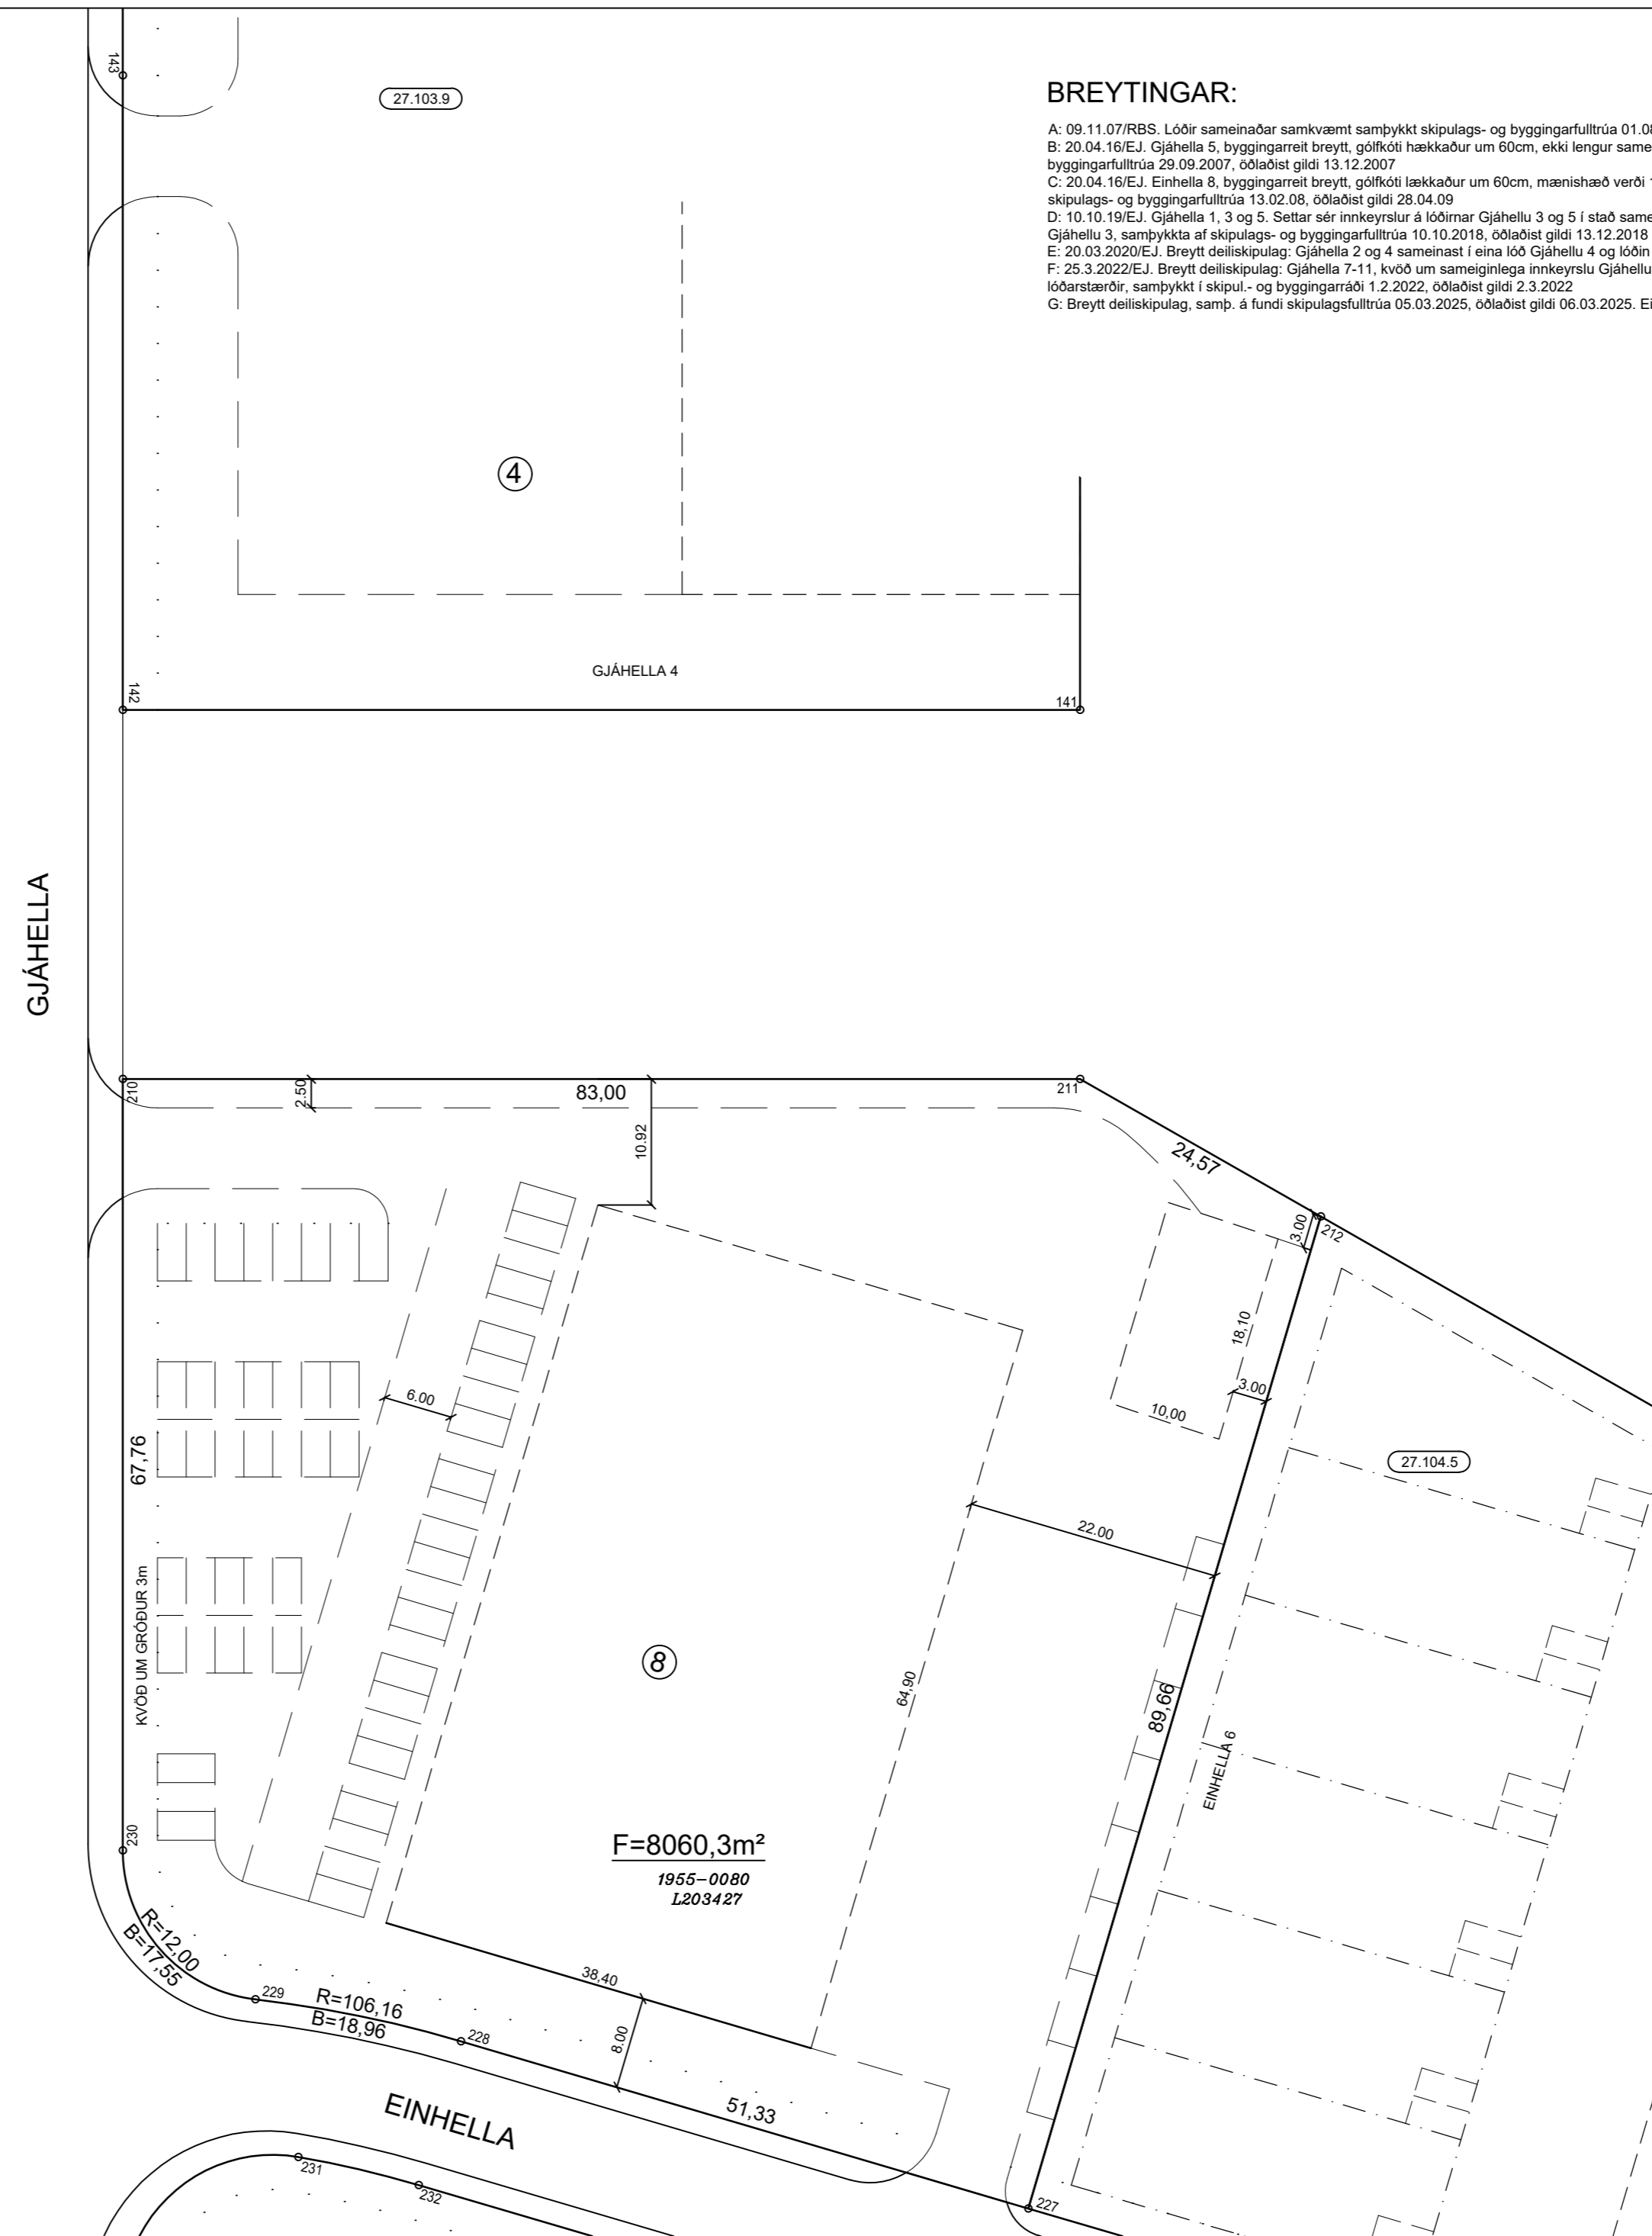 143
27.103.9
BREYTINGAR:
A: 09.11.07/RBS. Lóðir sameinaðar samkvæmt samþykkt skipulags- og byggingarfulltrúa 01.08
B: 20.04.16/EJ. Gjáhella 5, byggingarreit breytt, gólfkóti hækkaður um 60cm, ekki lengur same
byggingarfulltrúa 29.09.2007, öðlaðist gildi 13.12.2007
C: 20.04.16/EJ. Einhella 8, byggingarreit breytt, gólfkóti lækkaður um 60cm, mænishæð verði
skipulags- og byggingarfulltrúa 13.02.08, öðlaðist gildi 28.04.09
D: 10.10.19/EJ. Gjáhella 1, 3 og 5. Settar sér innkeyrslur á lóðirnar Gjáhellu 3 og 5 í stað same
Gjáhellu 3, samþykkta af skipulags- og byggingarfulltrúa 10.10.2018, öðlaðist gildi 13.12.2018
E: 20.03.2020/EJ. Breytt deiliskipulag: Gjáhella 2 og 4 sameinast í eina lóð Gjáhellu 4 og lóðin
F: 25.3.2022/EJ. Breytt deiliskipulag: Gjáhella 7-11, kvöð um sameiginlega innkeyrslu Gjáhellu
lóðarstærðir, samþykkt í skipul.- og byggingarráði 1.2.2022, öðlaðist gildi 2.3.2022
G: Breytt deiliskipulag, samþ. á fundi skipulagsfulltrúa 05.03.2025, öðlaðist gildi 06.03.2025. Ei
4
GJÁHELLA 4
142
141
GJÁHELLA
210
2.50
83,00
211
10.92
24,57
3.00
212
18,10
6.00
3.00
10,00
67,76
27.104.5
22.00
KVÖÐ UM GRÓÐUR 3m
8
64,90
89,66
EINHELLA 6
230
F=8060,3m²
1955-0080
L203427
R=12,00
B=17,55
38,40
229
R=106,16
B=18,96
228
8.00
51,33
EINHELLA
231
232
227